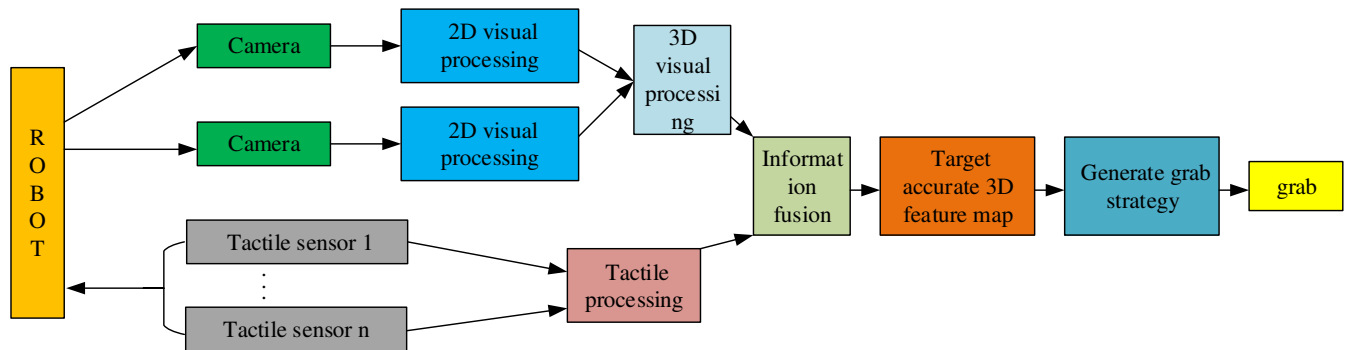 R
O
B
O
T
Camera
2D visual
processing
3D
visual
processi
ng
Camera
2D visual
processing
Informat
ion
fusion
Target
accurate 3D
feature map
Generate grab
strategy
grab
Tactile sensor 1
⋮
Tactile sensor n
Tactile
processing